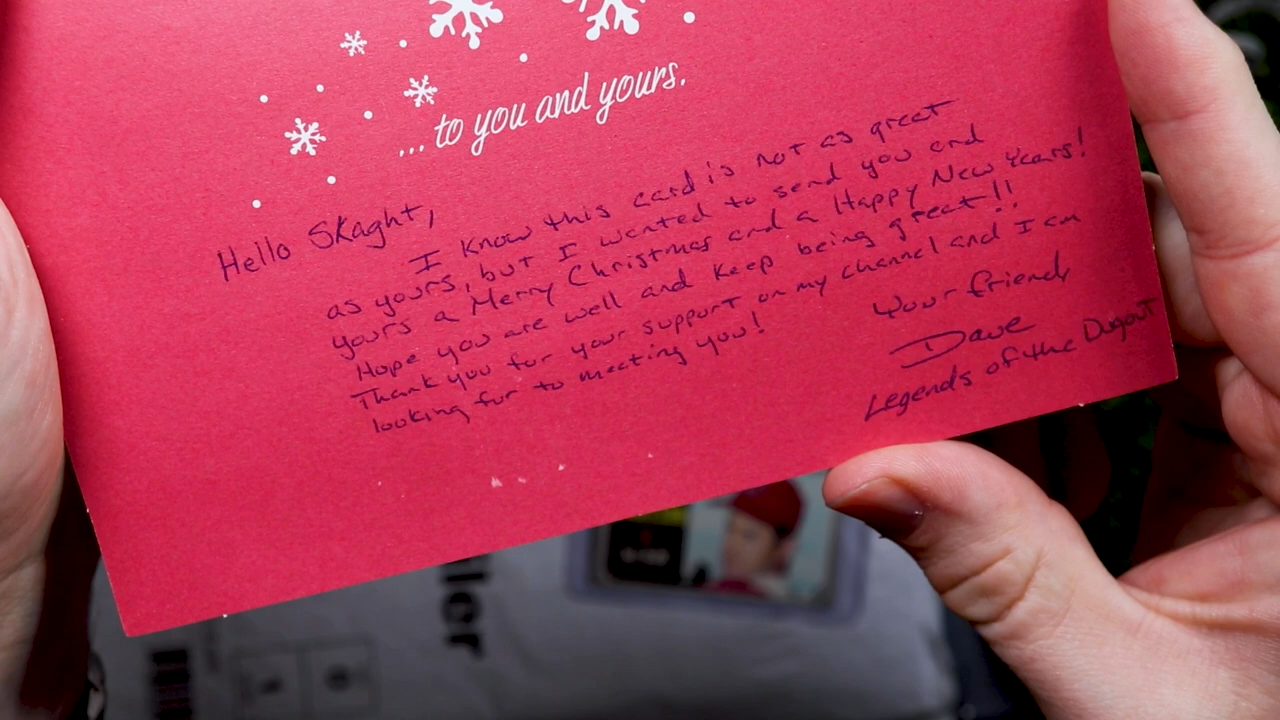 ... to you and yours.
Hello Skaght,
I know this card is not as great
as yours, but I wanted to send you and
yours a Merry Christmas and a Happy New Years!
Hope you are well and keep being great!!
Thank you for your support on my channel and I am
looking for to meeting you!
Your friend
Dave
Legends of the Dugout